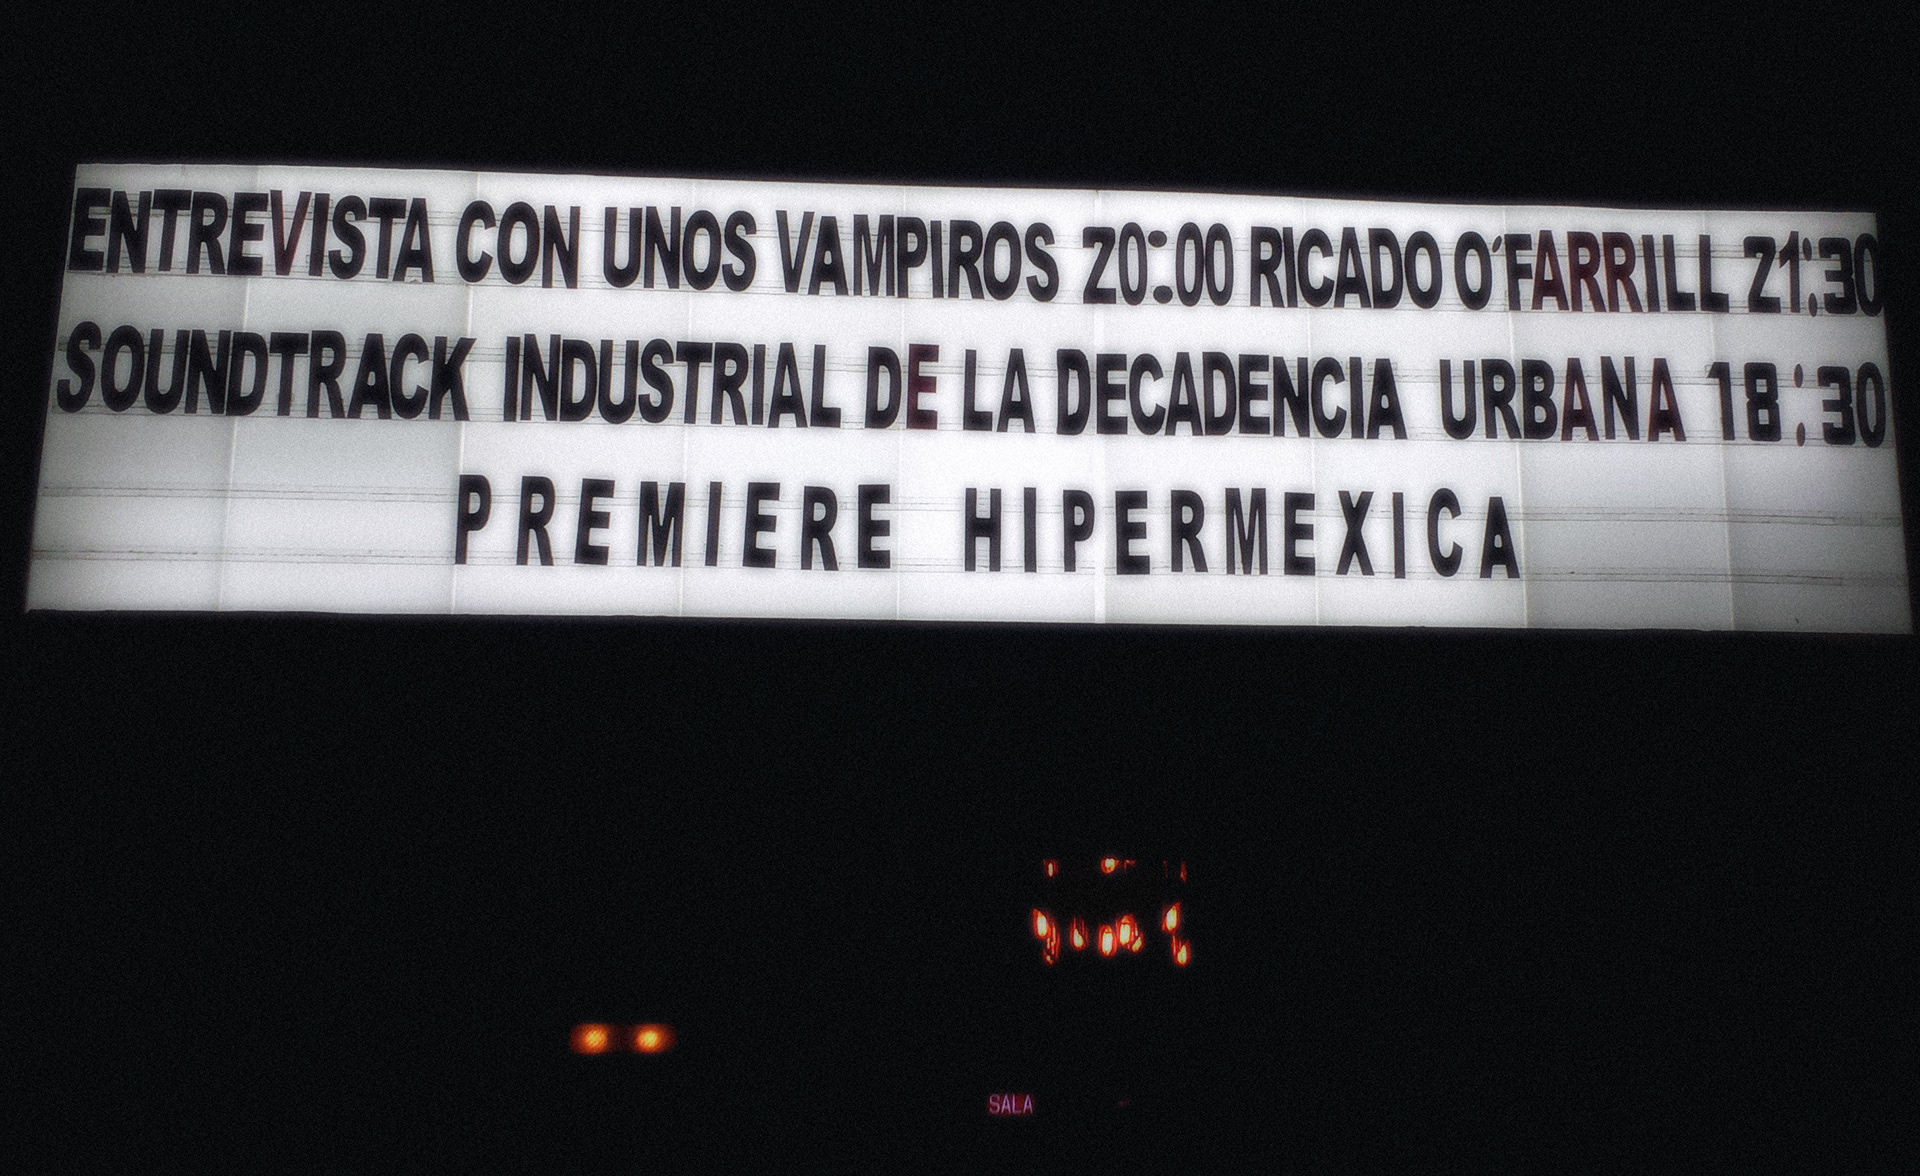 ENTREVISTA CON UNOS VAMPIROS 20:00 RICADO O'FARRILL 21:30
SOUNDTRACK INDUSTRIAL DE LA DECADENCIA URBANA 18:30
PREMIERE HIPERMEXICA
SALA